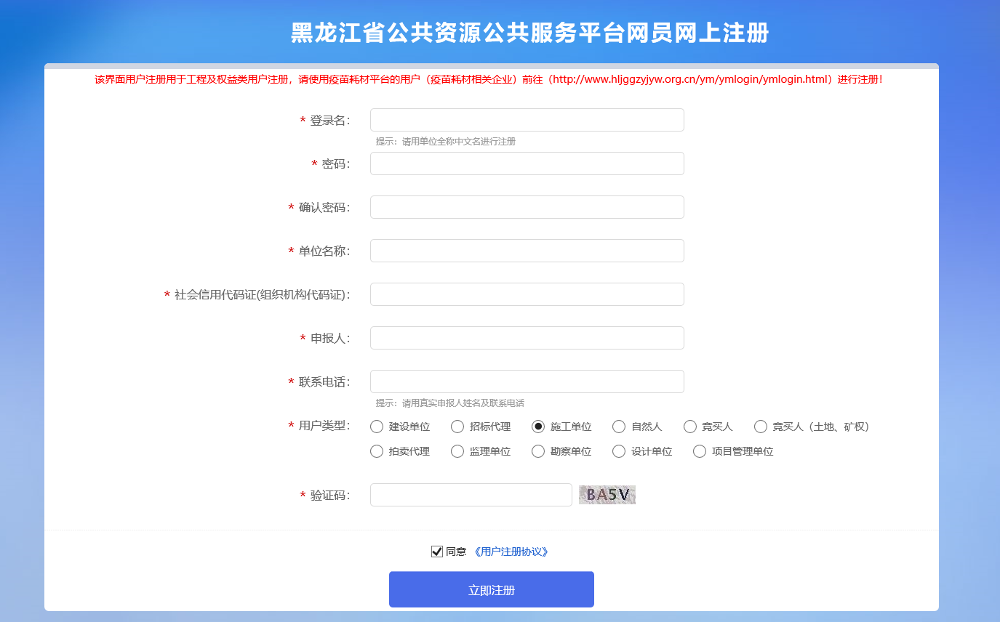 黑龙江省公共资源公共服务平台网员网上注册
该界面用户注册用于工程及权益类用户注册，请使用疫苗耗材平台的用户（疫苗耗材相关企业）前往（http://www.hljggzyjyw.org.cn/ym/ymlogin/ymlogin.html）进行注册！
* 登录名：
提示：请用单位全称中文名进行注册
* 密码：
* 确认密码：
* 单位名称：
* 社会信用代码证(组织机构代码证)：
* 申报人：
* 联系电话：
提示：请用真实申报人姓名及联系电话
* 用户类型： 建设单位 招标代理 施工单位 自然人 竞买人 竞买人（土地、矿权）
拍卖代理 监理单位 勘察单位 设计单位 项目管理单位
* 验证码： BA5V
同意 《用户注册协议》
立即注册